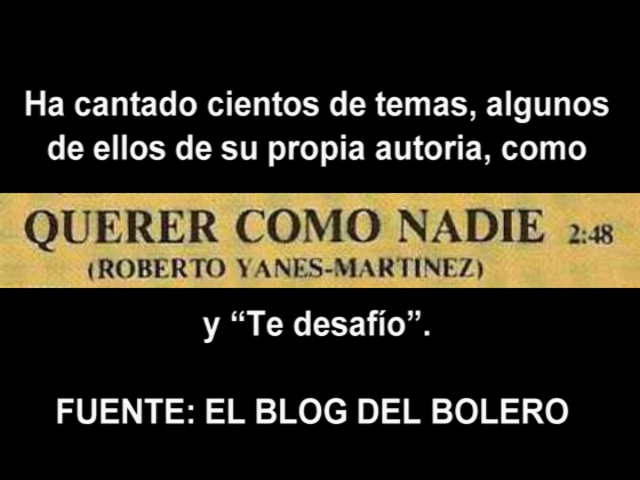 Ha cantado cientos de temas, algunos
de ellos de su propia autoria, como
QUERER COMO NADIE 2:48
(ROBERTO YANES-MARTINEZ)
y “Te desafío”.
FUENTE: EL BLOG DEL BOLERO